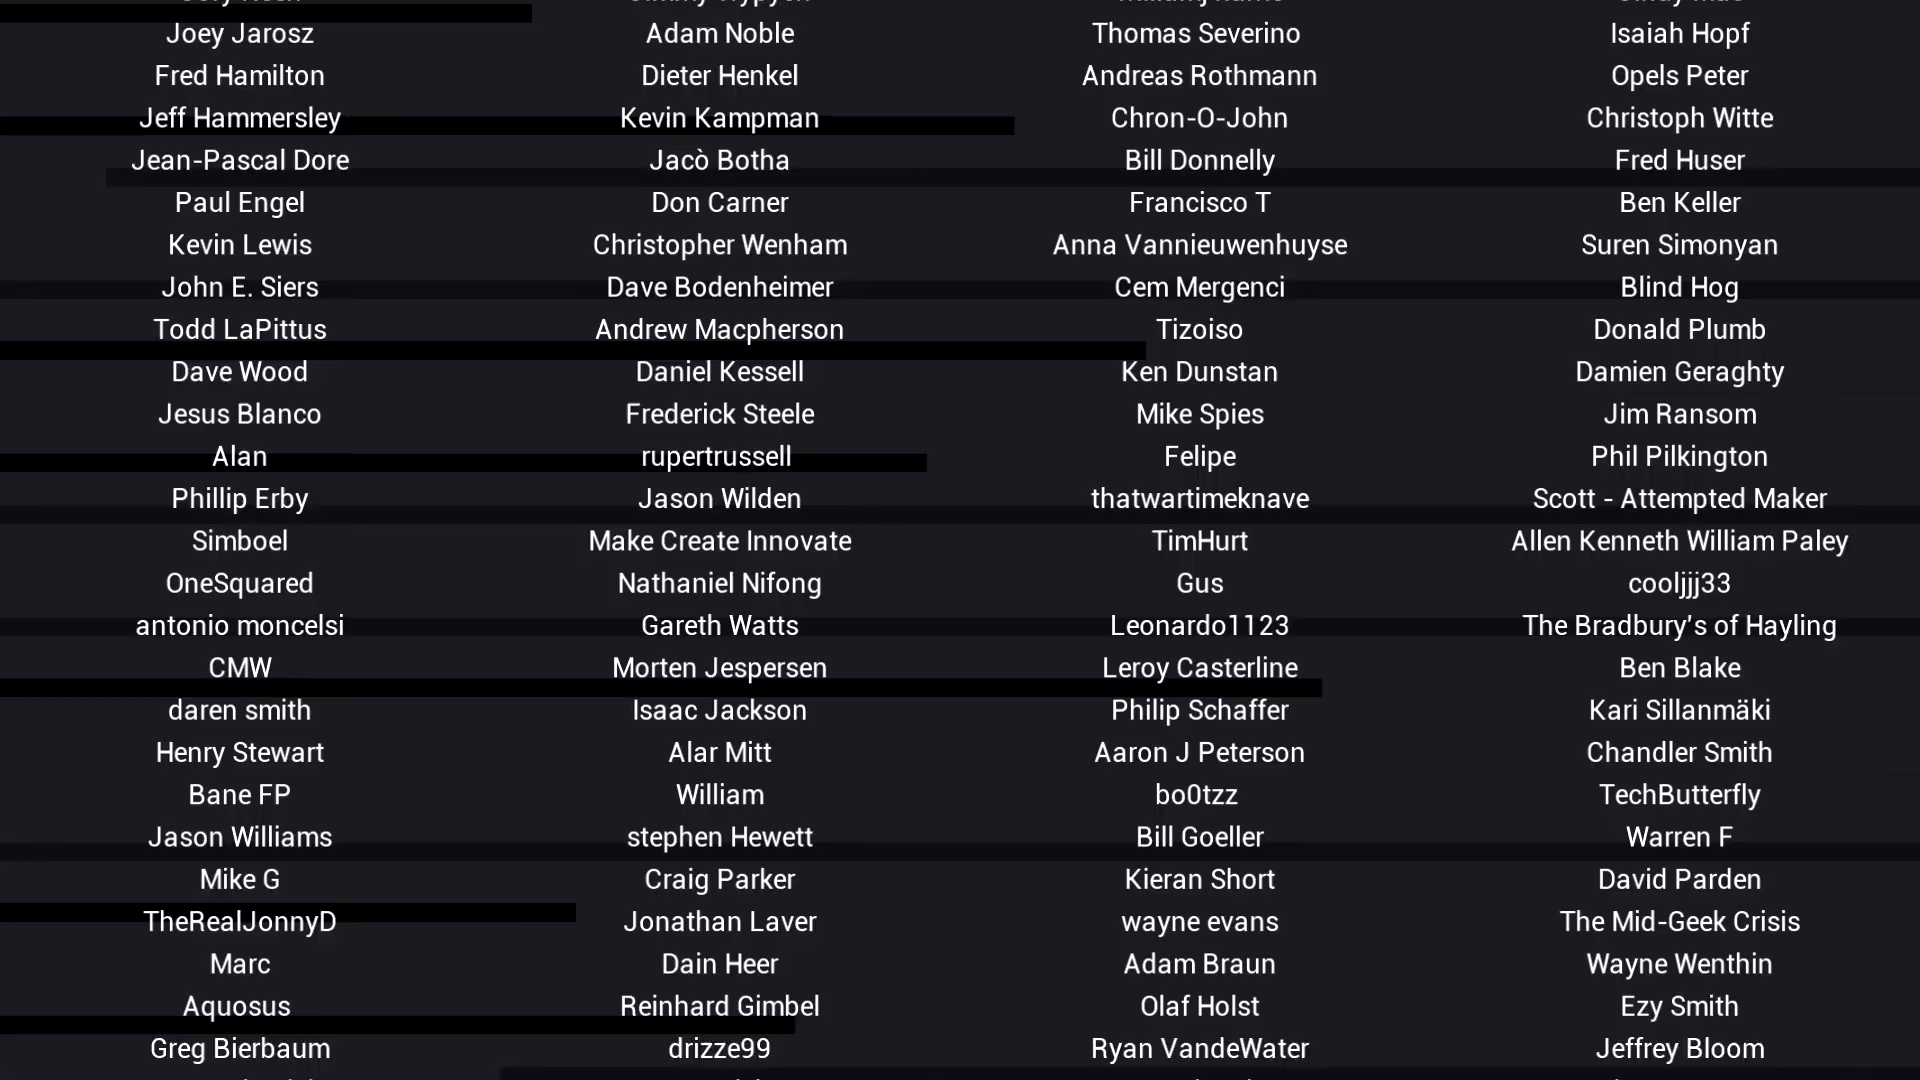 Joey Jarosz Adam Noble Thomas Severino Isaiah Hopf
Fred Hamilton Dieter Henkel Andreas Rothmann Opels Peter
Jeff Hammersley Kevin Kampman Chron-O-John Christoph Witte
Jean-Pascal Dore Jacò Botha Bill Donnelly Fred Huser
Paul Engel Don Carner Francisco T Ben Keller
Kevin Lewis Christopher Wenham Anna Vannieuwenhuyse Suren Simonyan
John E. Siers Dave Bodenheimer Cem Mergenci Blind Hog
Todd LaPittus Andrew Macpherson Tizoiso Donald Plumb
Dave Wood Daniel Kessell Ken Dunstan Damien Geraghty
Jesus Blanco Frederick Steele Mike Spies Jim Ransom
Alan rupertrussell Felipe Phil Pilkington
Phillip Erby Jason Wilden thatwartimeknave Scott - Attempted Maker
Simboel Make Create Innovate TimHurt Allen Kenneth William Paley
OneSquared Nathaniel Nifong Gus cooljjj33
antonio moncelsi Gareth Watts Leonardo1123 The Bradbury's of Hayling
CMW Morten Jespersen Leroy Casterline Ben Blake
daren smith Isaac Jackson Philip Schaffer Kari Sillanmäki
Henry Stewart Alar Mitt Aaron J Peterson Chandler Smith
Bane FP William bo0tzz TechButterfly
Jason Williams stephen Hewett Bill Goeller Warren F
Mike G Craig Parker Kieran Short David Parden
TheRealJonnyD Jonathan Laver wayne evans The Mid-Geek Crisis
Marc Dain Heer Adam Braun Wayne Wenthin
Aquosus Reinhard Gimbel Olaf Holst Ezy Smith
Greg Bierbaum drizze99 Ryan VandeWater Jeffrey Bloom